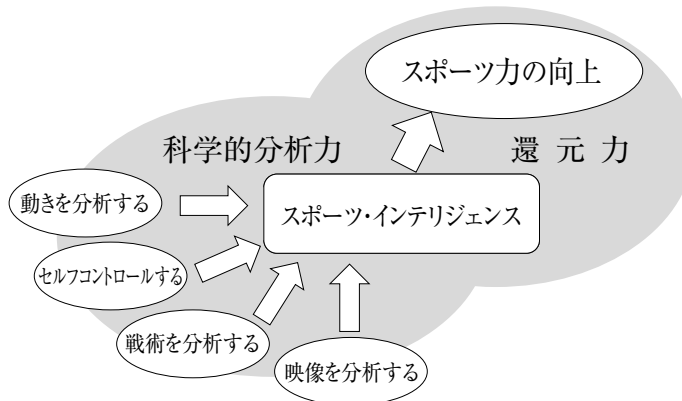 スポーツ力の向上
科学的分析力
還元力
動きを分析する
スポーツ・インテリジェンス
セルフコントロールする
戦術を分析する
映像を分析する